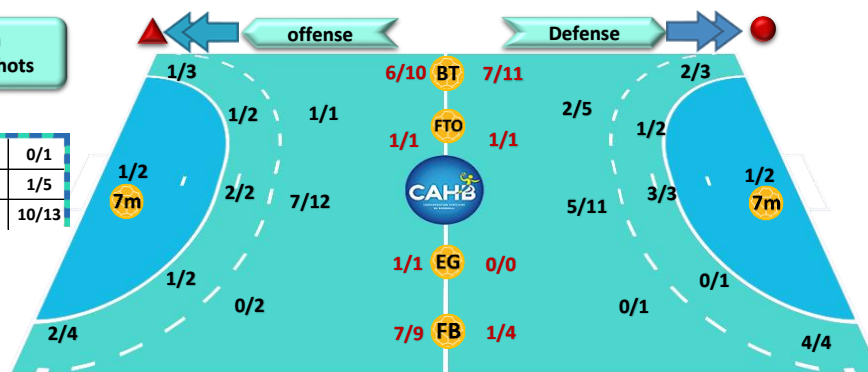 offense
Defense
hots
1/3
6/10 BT 7/11
2/3
1/2
1/1
2/5
FTO
1/2
1/1
1/1
0/1
1/5
10/13
1/2
7m
2/2
7/12
CAHB
5/11
3/3
1/2
7m
1/2
1/1 EG 0/0
0/1
0/2
0/1
2/4
7/9 FB 1/4
4/4